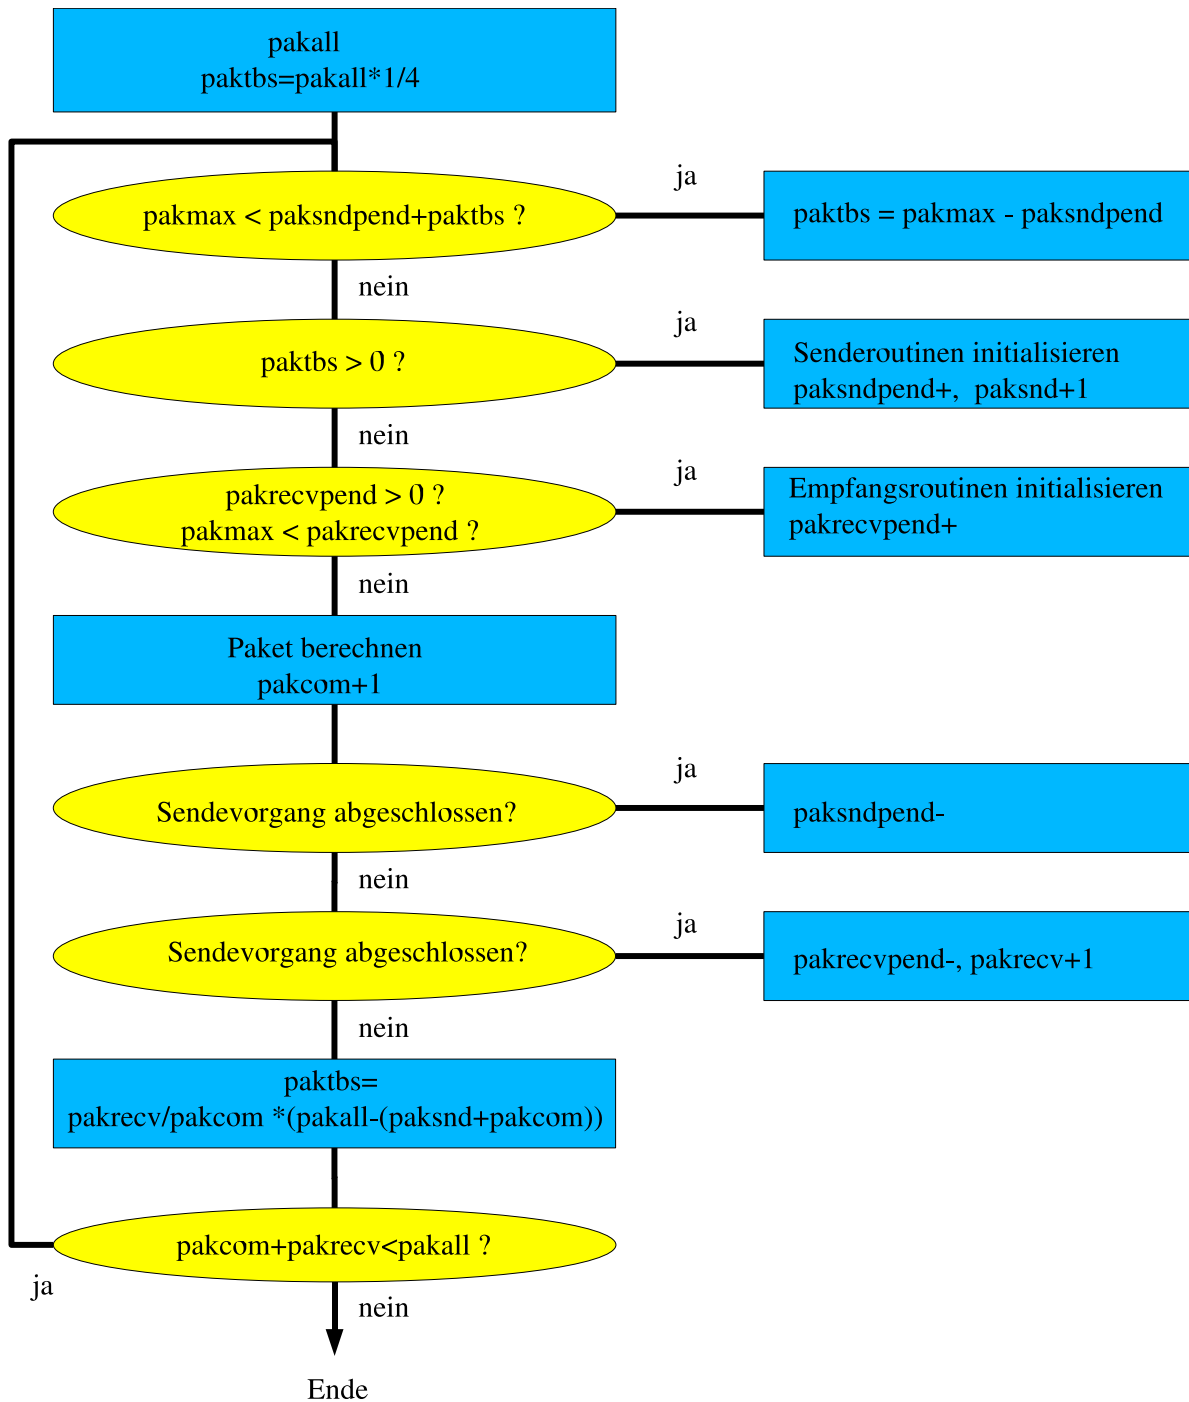 pakall
paktbs=pakall*1/4
pakmax < paksndpend+paktbs ?
ja
paktbs = pakmax - paksndpend
nein
paktbs > 0 ?
ja
Senderoutinen initialisieren
paksndpend+, paksnd+1
nein
pakrecvpend > 0 ?
pakmax < pakrecvpend ?
ja
Empfangsroutinen initialisieren
pakrecvpend+
nein
Paket berechnen
pakcom+1
Sendevorgang abgeschlossen?
ja
paksndpend-
nein
Sendevorgang abgeschlossen?
ja
pakrecvpend-, pakrecv+1
nein
paktbs=
pakrecv/pakcom *(pakall-(paksnd+pakcom))
pakcom+pakrecv<pakall ?
ja
nein
Ende